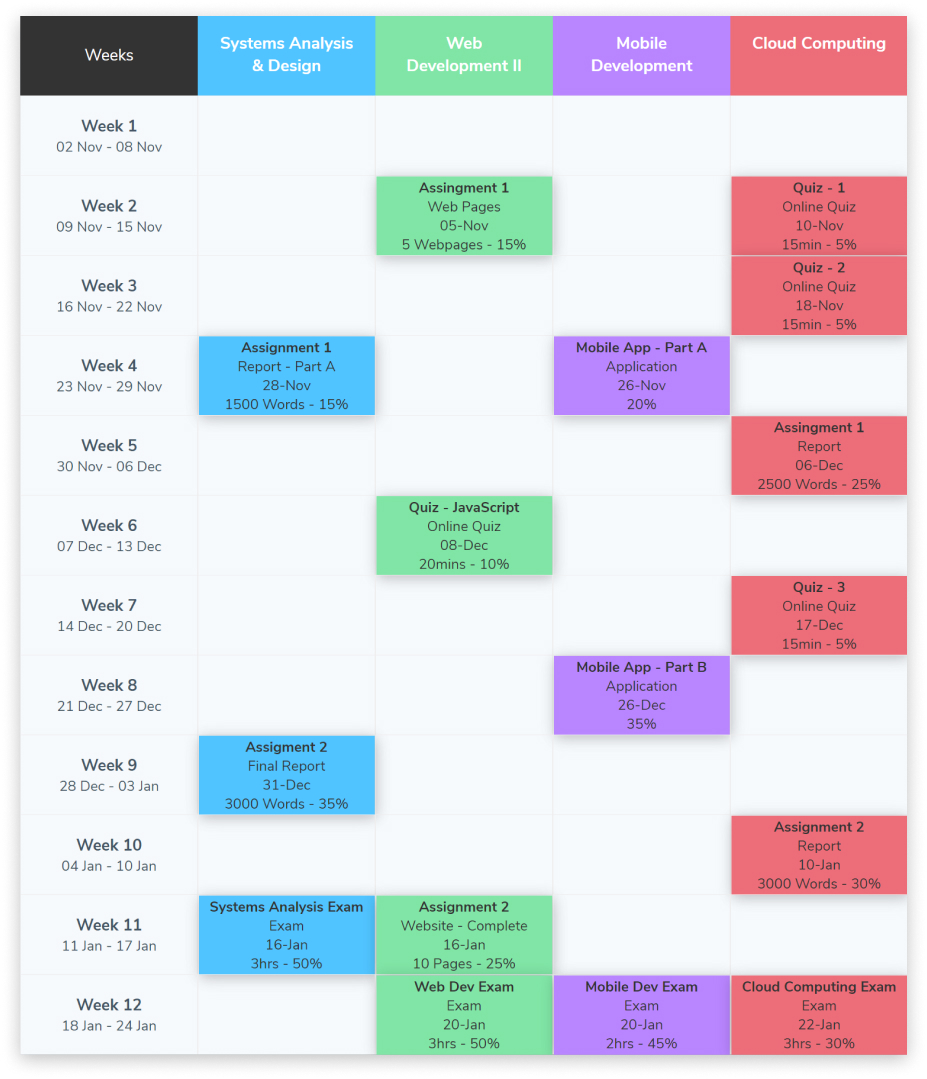 Weeks
Systems Analysis
& Design
Web
Development II
Mobile
Development
Cloud Computing
Week 1
02 Nov - 08 Nov
Week 2
09 Nov - 15 Nov
Assingment 1
Web Pages
05-Nov
5 Webpages - 15%
Quiz - 1
Online Quiz
10-Nov
15min - 5%
Week 3
16 Nov - 22 Nov
Quiz - 2
Online Quiz
18-Nov
15min - 5%
Week 4
23 Nov - 29 Nov
Assignment 1
Report - Part A
28-Nov
1500 Words - 15%
Mobile App - Part A
Application
26-Nov
20%
Week 5
30 Nov - 06 Dec
Assingment 1
Report
06-Dec
2500 Words - 25%
Week 6
07 Dec - 13 Dec
Quiz - JavaScript
Online Quiz
08-Dec
20mins - 10%
Week 7
14 Dec - 20 Dec
Quiz - 3
Online Quiz
17-Dec
15min - 5%
Week 8
21 Dec - 27 Dec
Mobile App - Part B
Application
26-Dec
35%
Week 9
28 Dec - 03 Jan
Assigment 2
Final Report
31-Dec
3000 Words - 35%
Week 10
04 Jan - 10 Jan
Assignment 2
Report
10-Jan
3000 Words - 30%
Week 11
11 Jan - 17 Jan
Systems Analysis Exam
Exam
16-Jan
3hrs - 50%
Assignment 2
Website - Complete
16-Jan
10 Pages - 25%
Week 12
18 Jan - 24 Jan
Web Dev Exam
Exam
20-Jan
3hrs - 50%
Mobile Dev Exam
Exam
20-Jan
2hrs - 45%
Cloud Computing Exam
Exam
22-Jan
3hrs - 30%